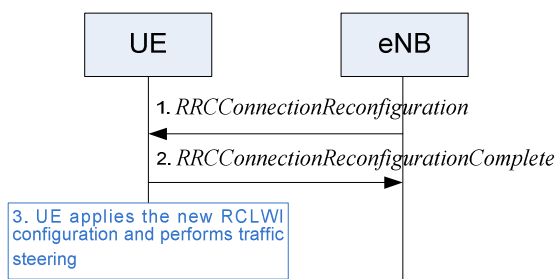 UE
eNB
1. RRCConnectionReconfiguration
2. RRCConnectionReconfigurationComplete
3. UE applies the new RCLWI
configuration and performs traffic
steering